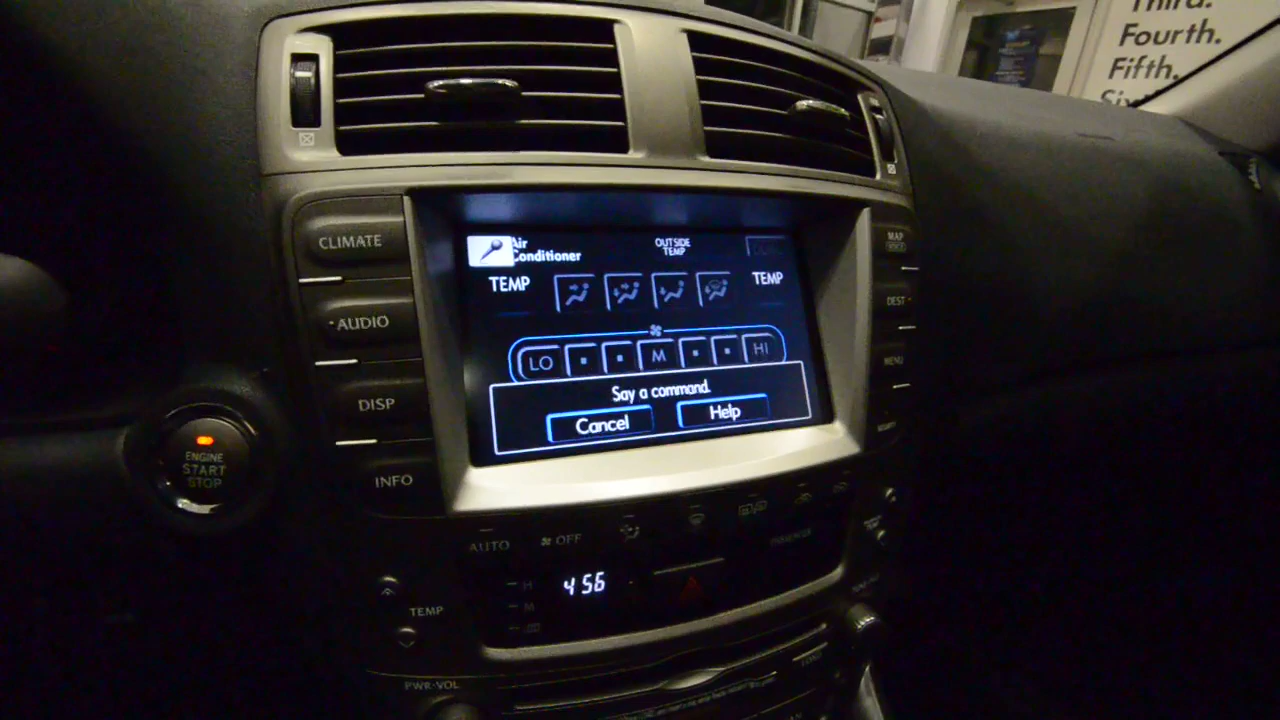 Third.
Fourth.
Fifth.
CLIMATE
AUDIO
DISP
INFO
ENGINE
START
STOP
Air
Conditioner
OUTSIDE
TEMP
TEMP
TEMP
LO
M
HI
Say a command.
Cancel
Help
MAP
DEST
MENU
AUTO
OFF
PASSENGER
H
M
4 56
TEMP
PWR·VOL